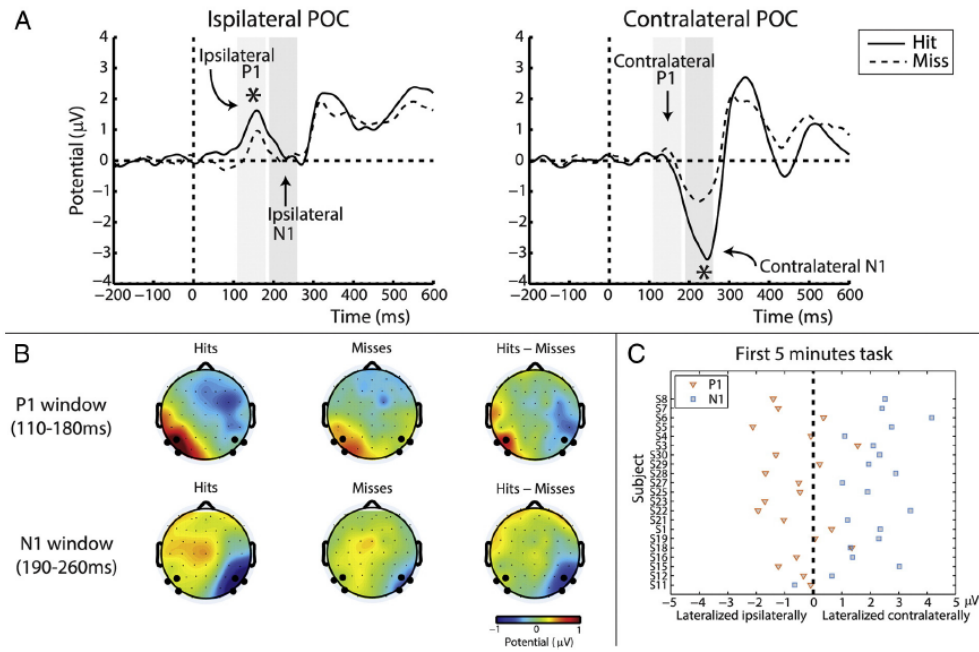 A
Ispilateral POC
Contralateral POC
4
3
2
1
0
-1
-2
-3
-4
Potential (μV)
Ipsilateral
P1
*
Ipsilateral
N1
-200 -100 0 100 200 300 400 500 600
Time (ms)
4
3
2
1
0
-1
-2
-3
-4
Contralateral
P1
*
Contralateral N1
-200 -100 0 100 200 300 400 500 600
Time (ms)
Hit
Miss
B
Hits
Misses
Hits – Misses
P1 window
(110-180ms)
Hits
Misses
Hits – Misses
N1 window
(190-260ms)
-1 0 1
Potential (μV)
C
First 5 minutes task
P1
N1
Subject
S8
S7
S6
S5
S4
S3
S30
S29
S28
S27
S25
S23
S22
S21
S1
S19
S18
S16
S15
S12
S11
-5 -4 -3 -2 -1 0 1 2 3 4 5 μV
Lateralized ipsilaterally
Lateralized contralaterally